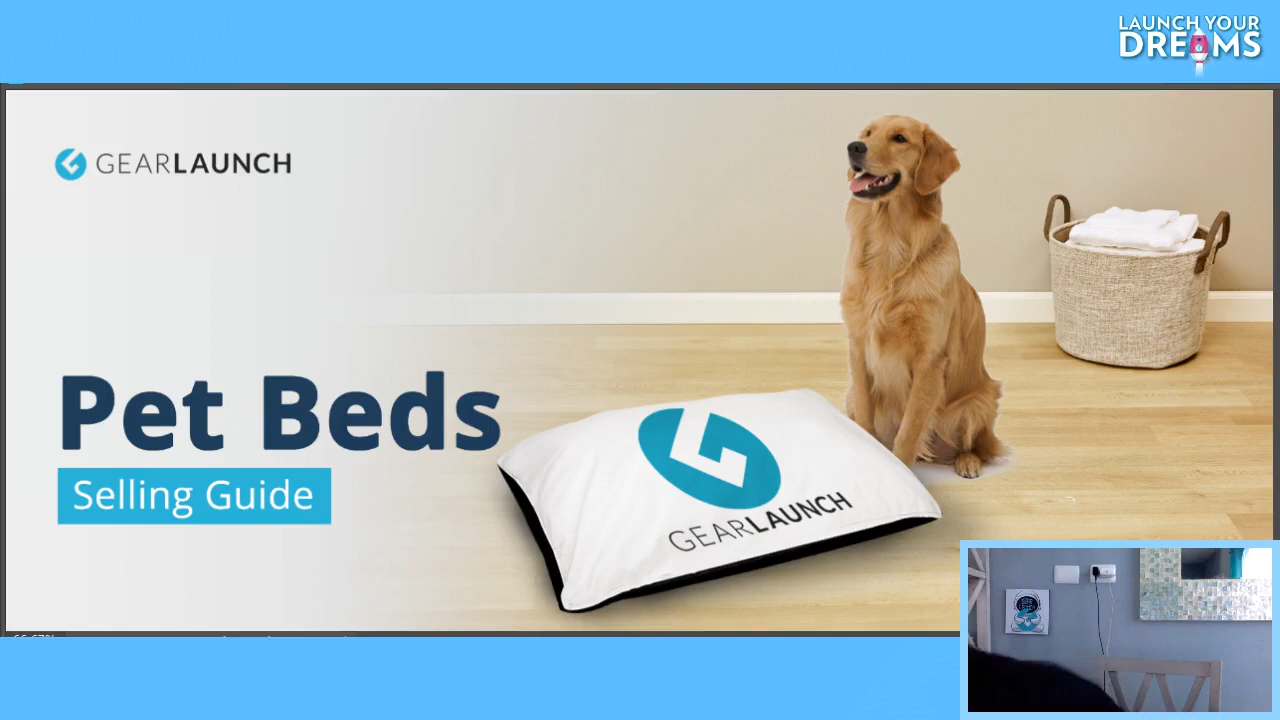 LAUNCH YOUR
DREAMS
GEARLAUNCH
Pet Beds
Selling Guide
GEARLAUNCH